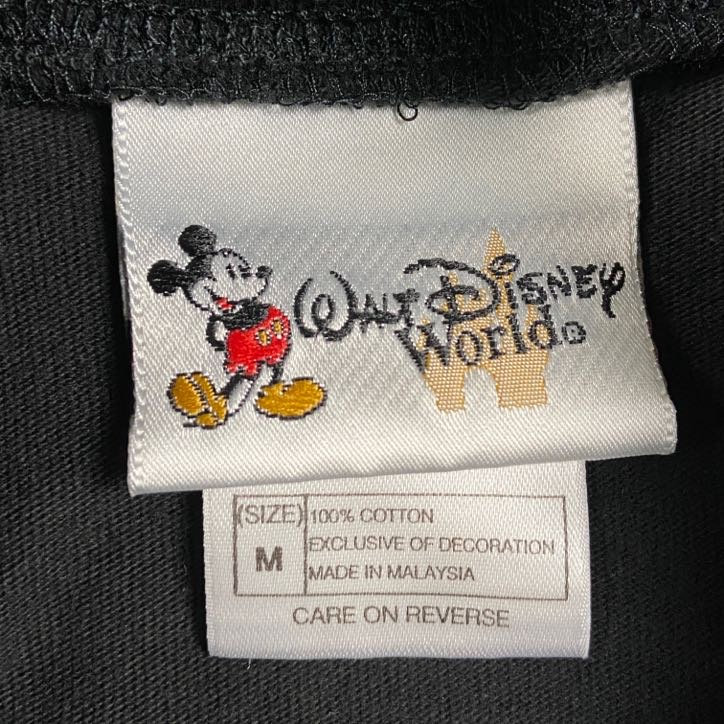 WALT DISNEY
World®
(SIZE)
M
100% COTTON
EXCLUSIVE OF DECORATION
MADE IN MALAYSIA
CARE ON REVERSE